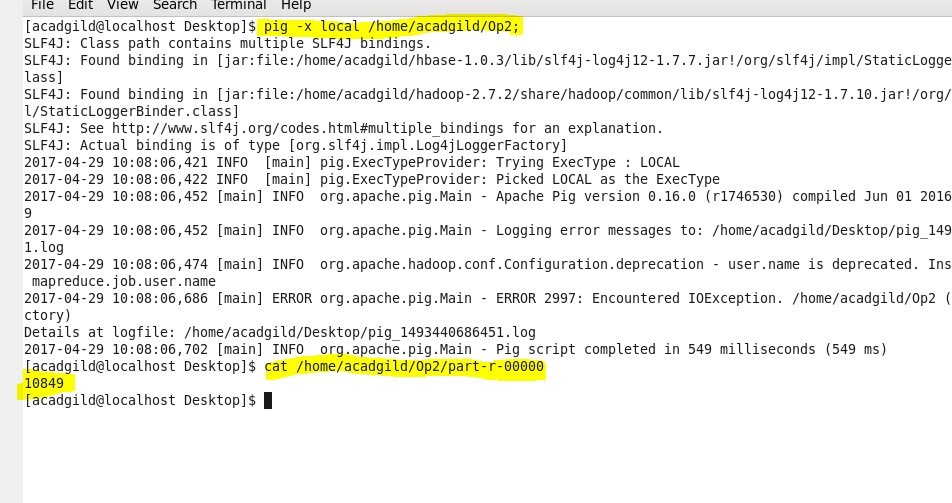 File Edit View Search Terminal Help
[acadgild@localhost Desktop]$ pig -x local /home/acadgild/Op2;
SLF4J: Class path contains multiple SLF4J bindings.
SLF4J: Found binding in [jar:file:/home/acadgild/hbase-1.0.3/lib/slf4j-log4j12-1.7.7.jar!/org/slf4j/impl/StaticLogge
lass]
SLF4J: Found binding in [jar:file:/home/acadgild/hadoop-2.7.2/share/hadoop/common/lib/slf4j-log4j12-1.7.10.jar!/org/
l/StaticLoggerBinder.class]
SLF4J: See http://www.slf4j.org/codes.html#multiple_bindings for an explanation.
SLF4J: Actual binding is of type [org.slf4j.impl.Log4jLoggerFactory]
2017-04-29 10:08:06,421 INFO  [main] pig.ExecTypeProvider: Trying ExecType : LOCAL
2017-04-29 10:08:06,422 INFO  [main] pig.ExecTypeProvider: Picked LOCAL as the ExecType
2017-04-29 10:08:06,452 [main] INFO  org.apache.pig.Main - Apache Pig version 0.16.0 (r1746530) compiled Jun 01 2016
9
2017-04-29 10:08:06,452 [main] INFO  org.apache.pig.Main - Logging error messages to: /home/acadgild/Desktop/pig_149
1.log
2017-04-29 10:08:06,474 [main] INFO  org.apache.hadoop.conf.Configuration.deprecation - user.name is deprecated. Ins
mapreduce.job.user.name
2017-04-29 10:08:06,686 [main] ERROR org.apache.pig.Main - ERROR 2997: Encountered IOException. /home/acadgild/Op2 (
ctory)
Details at logfile: /home/acadgild/Desktop/pig_1493440686451.log
2017-04-29 10:08:06,702 [main] INFO  org.apache.pig.Main - Pig script completed in 549 milliseconds (549 ms)
[acadgild@localhost Desktop]$ cat /home/acadgild/Op2/part-r-00000
10849
[acadgild@localhost Desktop]$